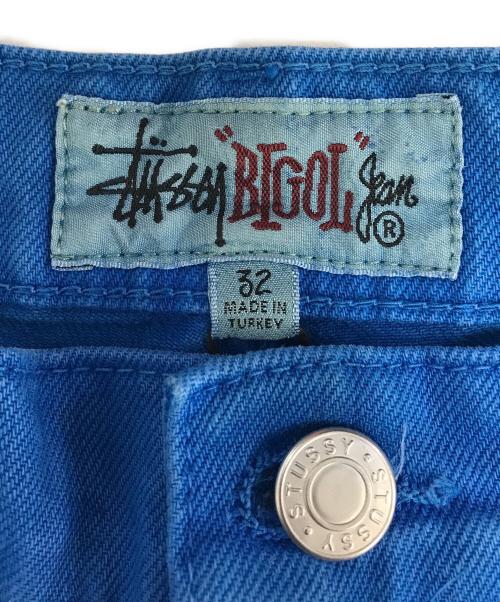 Stüssy "BIGOL' Jean" ®
32
MADE IN
TURKEY
STUSSY • STUSSY •